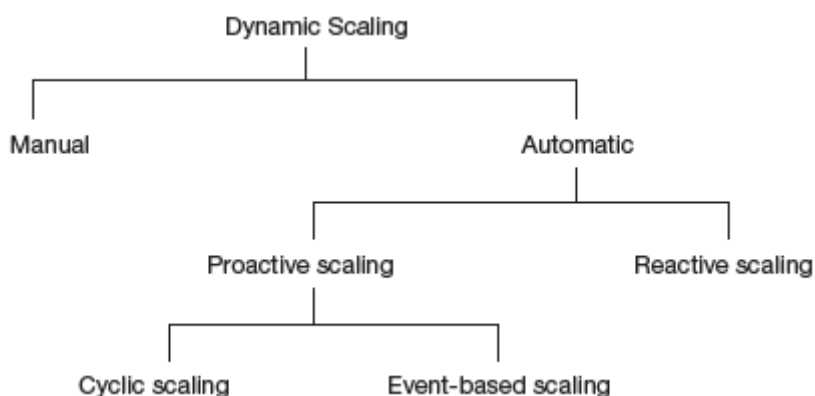 Dynamic Scaling
Manual
Automatic
Proactive scaling
Reactive scaling
Cyclic scaling
Event-based scaling